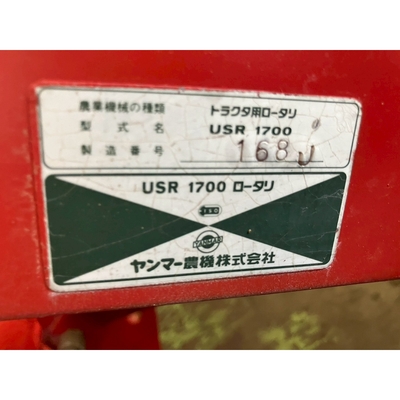 農業機械の種類 トラクタ用ロータリ
型式名 USR 1700
製造番号 168J
USR 1700 ロータリ
YANMAR
ヤンマー農機株式会社